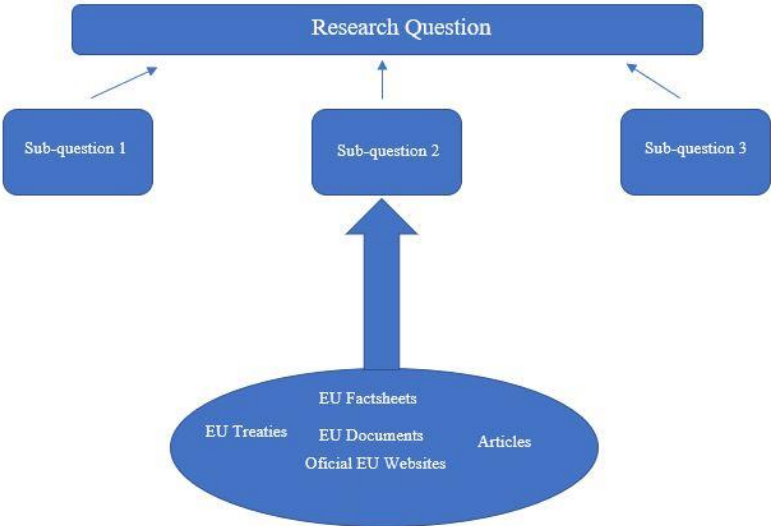 Research Question
Sub-question 1
Sub-question 2
Sub-question 3
EU Factsheets
EU Treaties
EU Documents
Articles
Oficial EU Websites